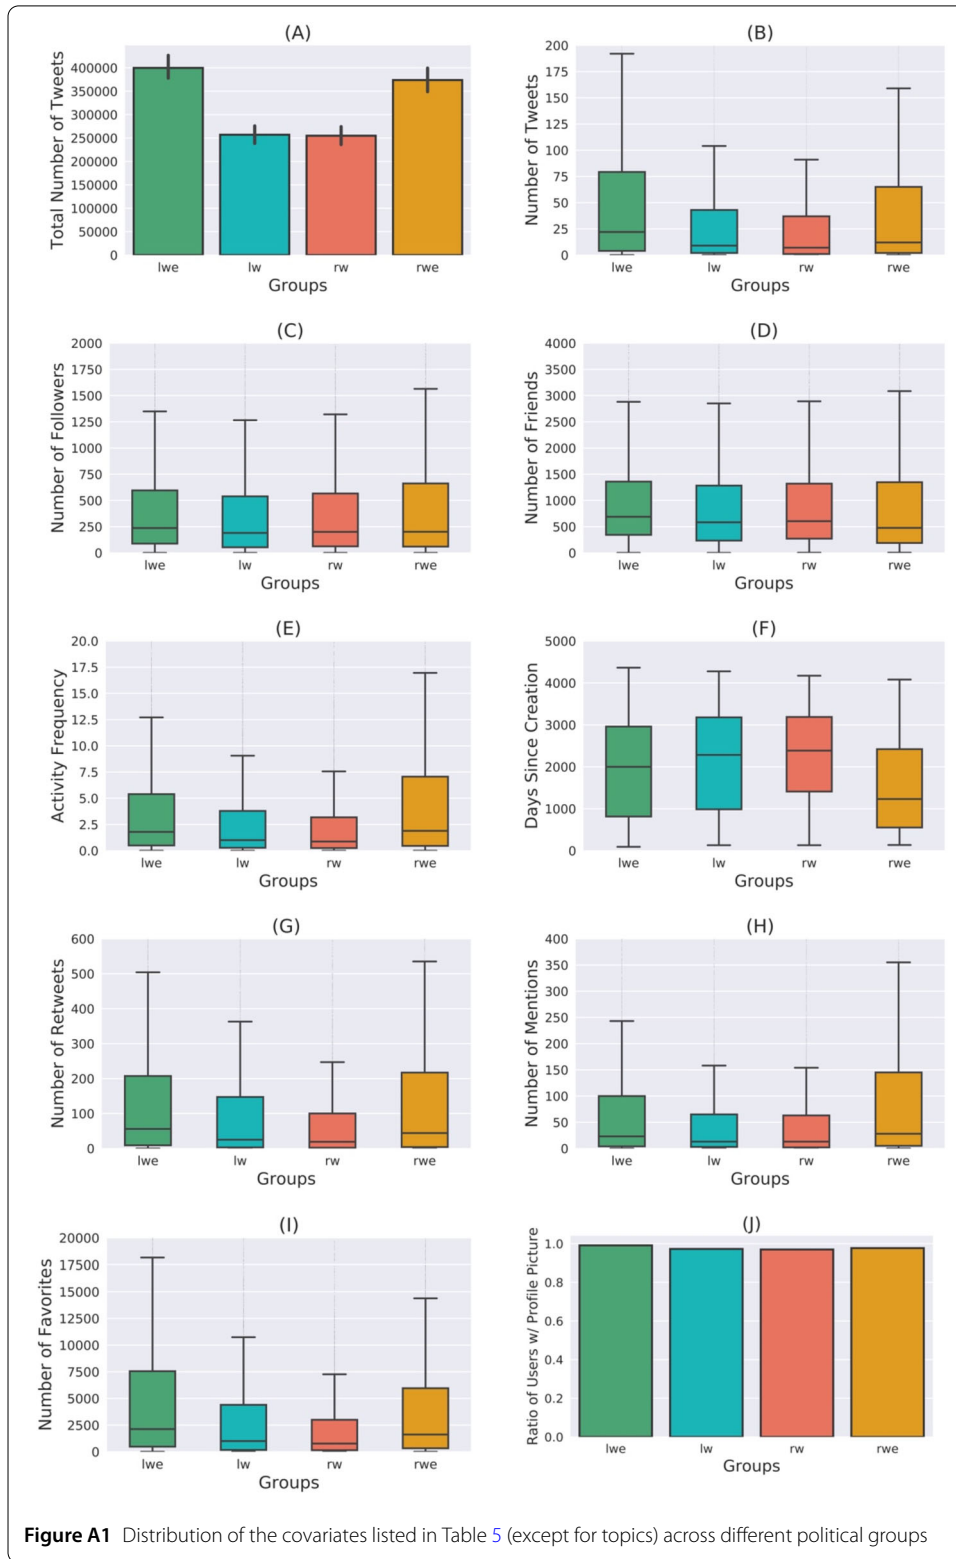 (A)
Total Number of Tweets
400000
350000
300000
250000
200000
150000
100000
50000
0
lwe lw rw rwe
Groups
(B)
Number of Tweets
200
175
150
125
100
75
50
25
0
lwe lw rw rwe
Groups
(C)
Number of Followers
2000
1750
1500
1250
1000
750
500
250
0
lwe lw rw rwe
Groups
(D)
Number of Friends
4000
3500
3000
2500
2000
1500
1000
500
0
lwe lw rw rwe
Groups
(E)
Activity Frequency
20.0
17.5
15.0
12.5
10.0
7.5
5.0
2.5
0.0
lwe lw rw rwe
Groups
(F)
Days Since Creation
5000
4000
3000
2000
1000
0
lwe lw rw rwe
Groups
(G)
Number of Retweets
600
500
400
300
200
100
0
lwe lw rw rwe
Groups
(H)
Number of Mentions
400
350
300
250
200
150
100
50
0
lwe lw rw rwe
Groups
(I)
Number of Favorites
20000
17500
15000
12500
10000
7500
5000
2500
0
lwe lw rw rwe
Groups
(J)
Ratio of Users w/ Profile Picture
1.0
0.8
0.6
0.4
0.2
0.0
lwe lw rw rwe
Groups
Figure A1 Distribution of the covariates listed in Table 5 (except for topics) across different political groups